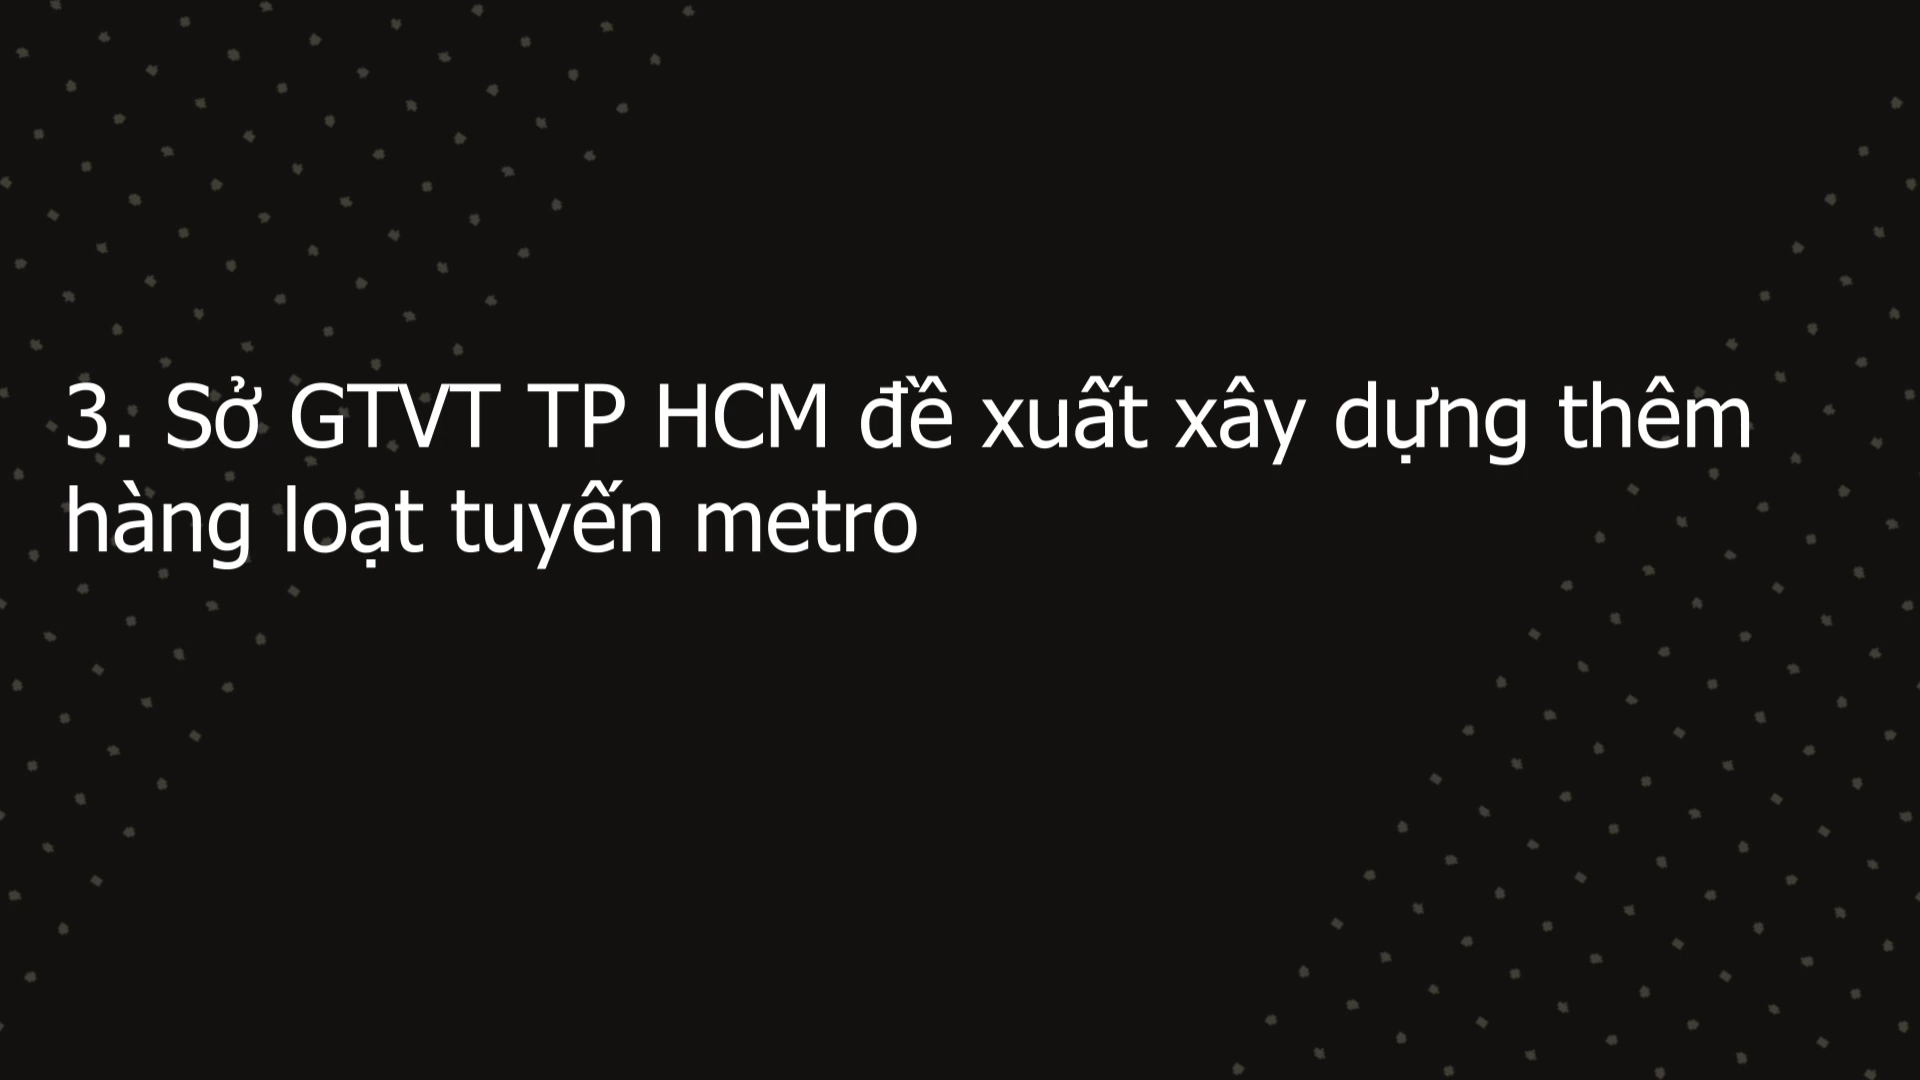 3. Sở GTVT TP HCM đề xuất xây dựng thêm
hàng loạt tuyến metro